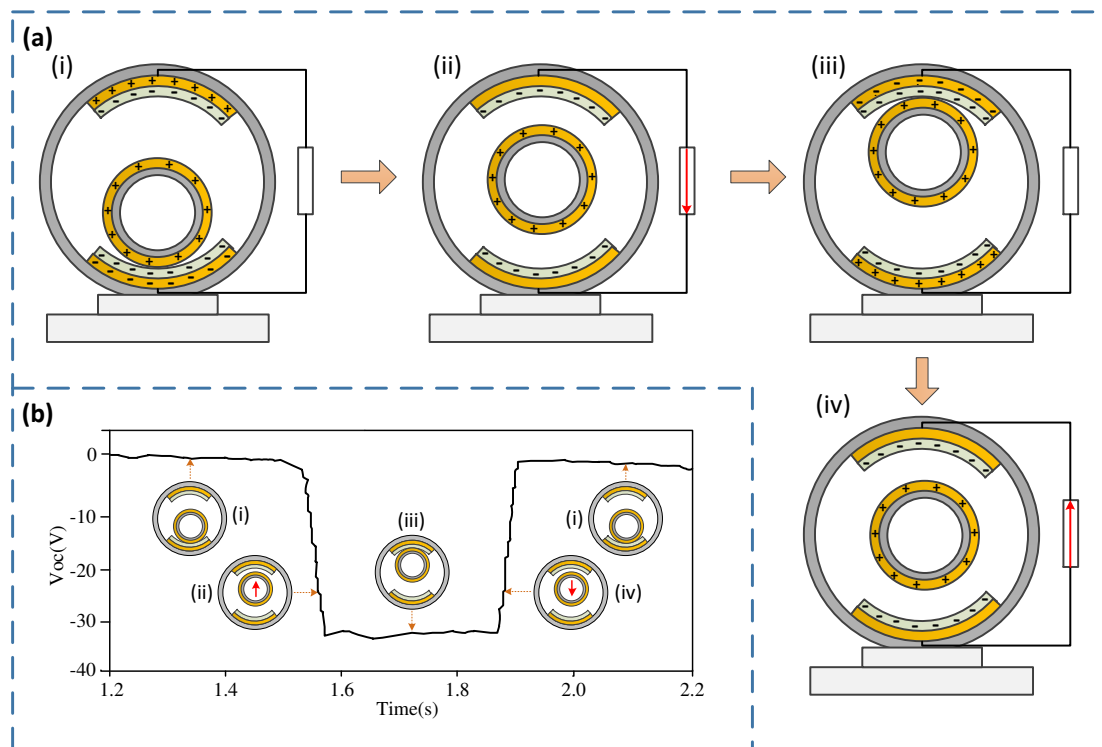 (a)
(i)
(ii)
(iii)
(iv)
(b)
Voc(V)
0
-10
-20
-30
-40
(i)
(ii)
(iii)
(i)
(iv)
1.2
1.4
1.6
1.8
2.0
2.2
Time(s)